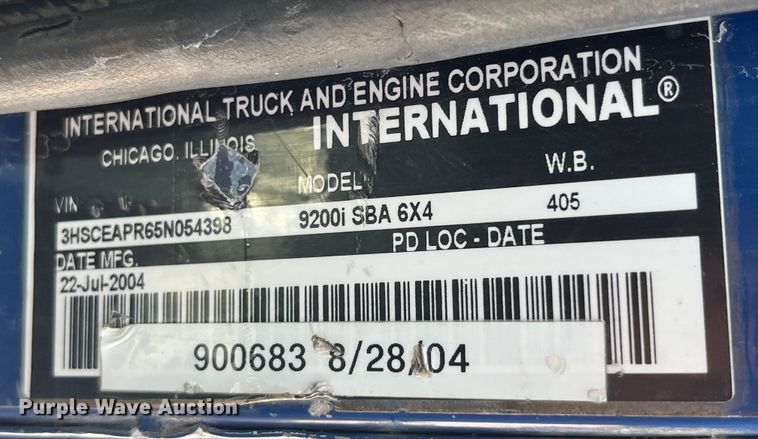 INTERNATIONAL TRUCK AND ENGINE CORPORATION
CHICAGO, ILLINOIS INTERNATIONAL®
VIN MODEL W.B.
3HSCEAPR65N054398 9200i SBA 6X4 405
DATE MFG. PD LOC - DATE
22-Jul-2004
900683 8/28/04
Purple Wave Auction